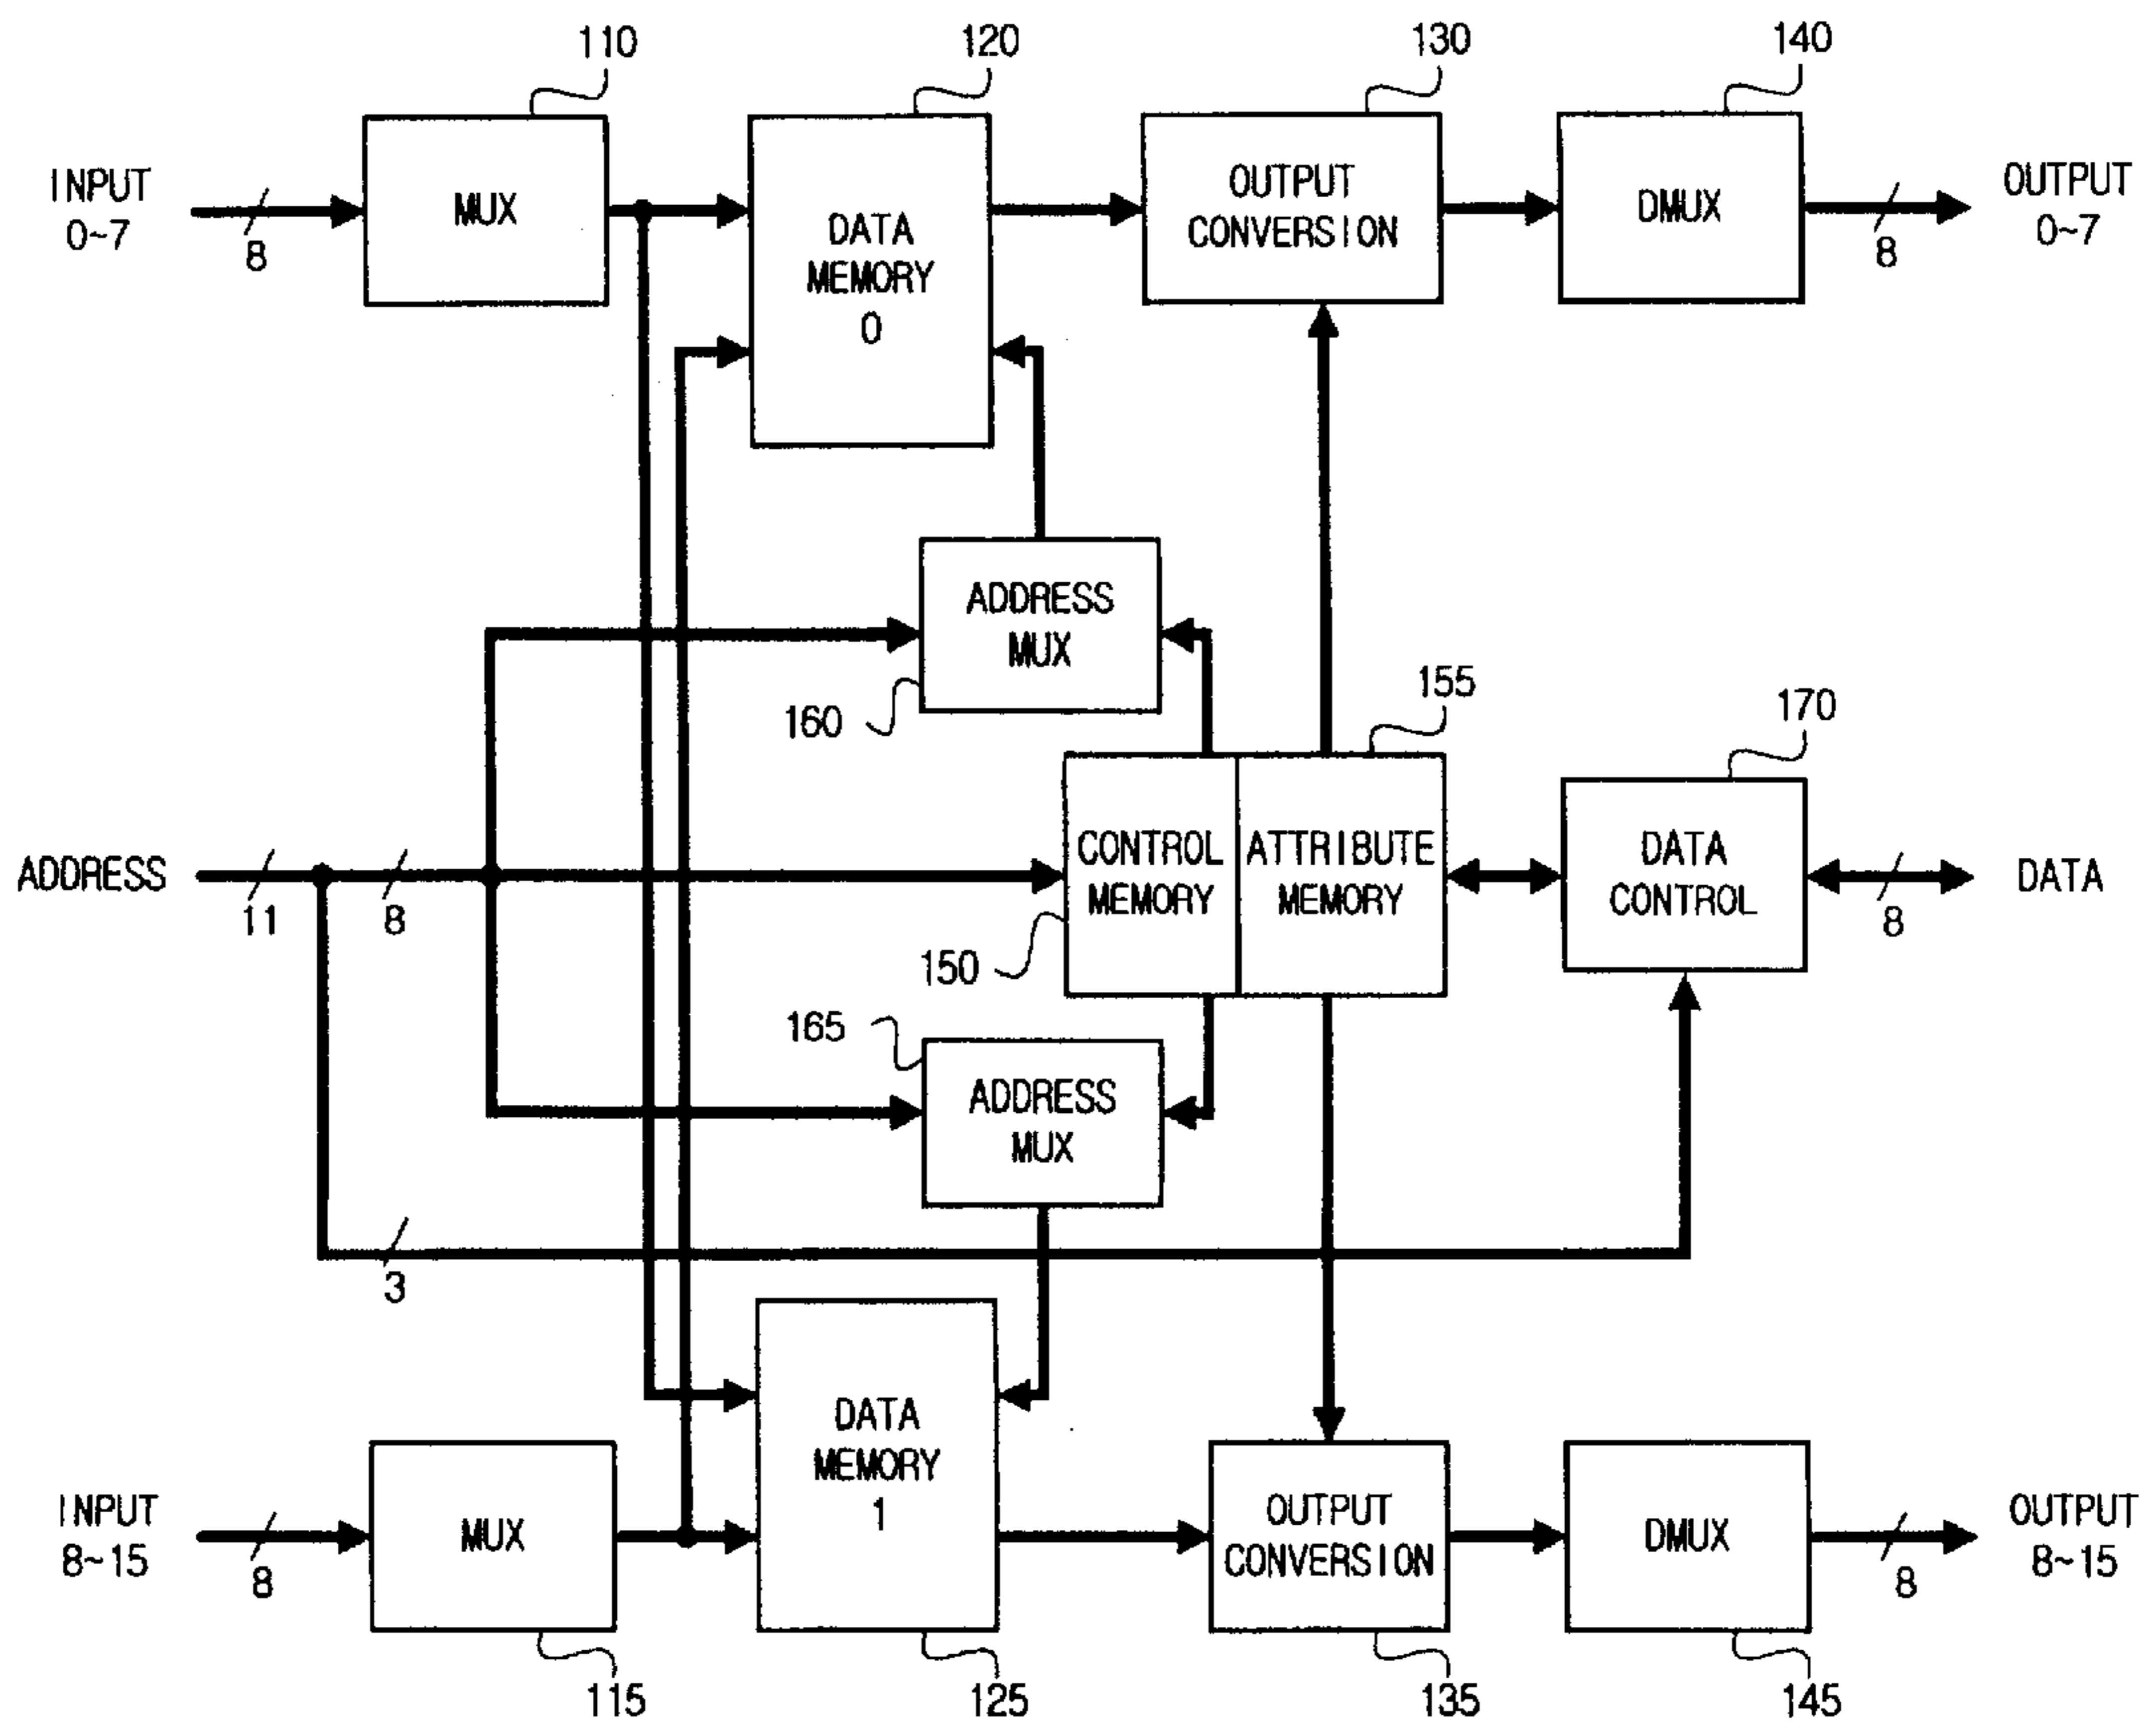 110
120
130
140
INPUT
0~7
8
MUX
DATA
MEMORY
0
OUTPUT
CONVERSION
DMUX
8
OUTPUT
0~7
ADDRESS
MUX
160
155
170
ADDRESS
11
8
CONTROL
MEMORY
ATTRIBUTE
MEMORY
DATA
CONTROL
8
DATA
150
165
ADDRESS
MUX
3
INPUT
8~15
8
MUX
DATA
MEMORY
1
OUTPUT
CONVERSION
DMUX
8
OUTPUT
8~15
115
125
135
145